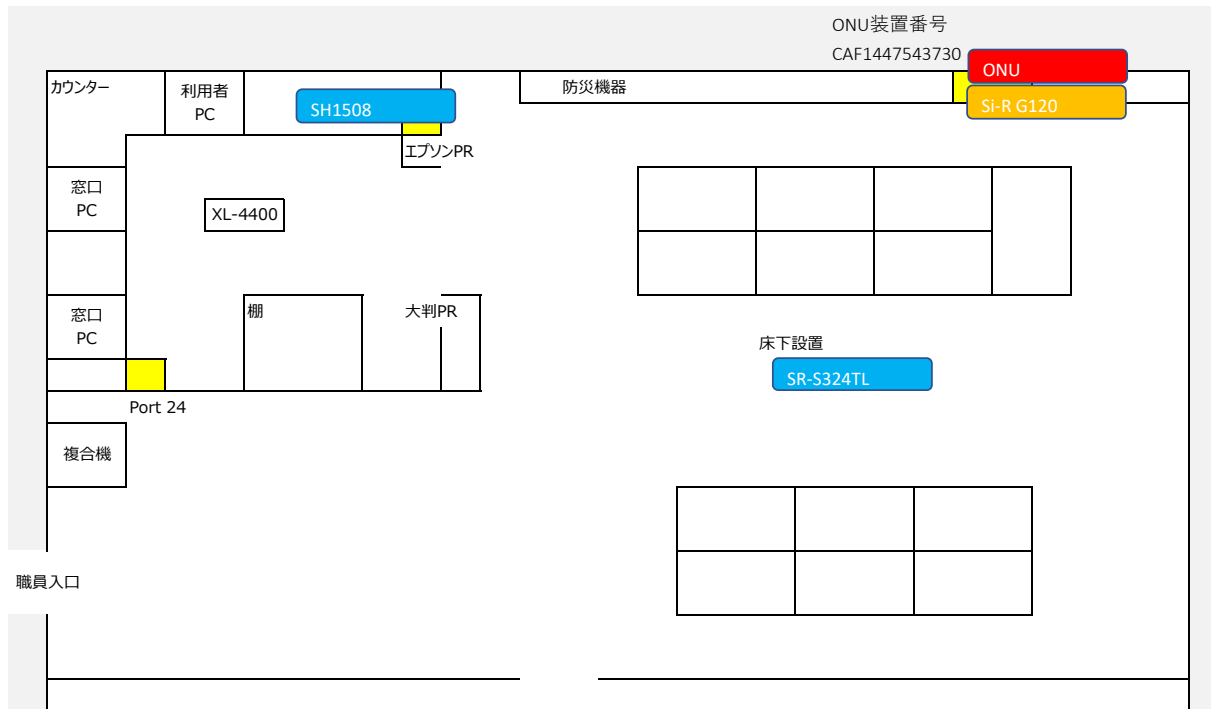 ONU装置番号
CAF1447543730
ONU
Si-R G120
カウンター
利用者
PC
SH1508
防災機器
エプソンPR
窓口
PC
XL-4400
窓口
PC
棚
大判PR
床下設置
SR-S324TL
Port 24
複合機
職員入口